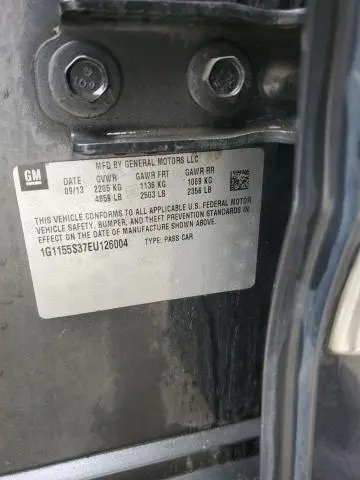 GM
MFD BY GENERAL MOTORS LLC
DATE GVWR GAWR FRT GAWR RR
09/13 2205 KG 1136 KG 1069 KG
4859 LB 2503 LB 2356 LB
THIS VEHICLE CONFORMS TO ALL APPLICABLE U.S. FEDERAL MOTOR
VEHICLE SAFETY, BUMPER, AND THEFT PREVENTION STANDARDS IN
EFFECT ON THE DATE OF MANUFACTURE SHOWN ABOVE.
1G1155S37EU126004 TYPE: PASS CAR